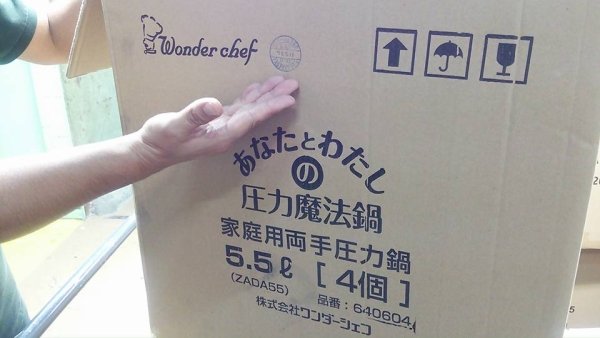 Wonder chef
あなたとわたし
の
圧力魔法鍋
家庭用両手圧力鍋
5.5ℓ [4個]
(ZADA55) 品番:640604
株式会社ワンダーシェフ